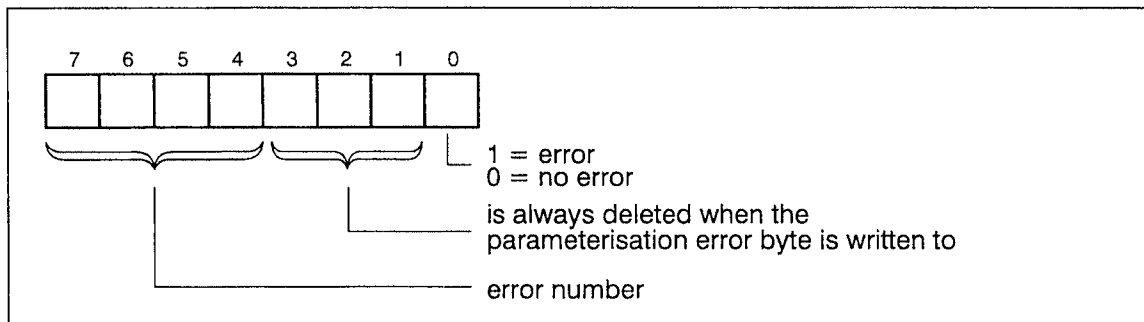 7 6 5 4 3 2 1 0
1 = error
0 = no error
is always deleted when the
parameterisation error byte is written to
error number